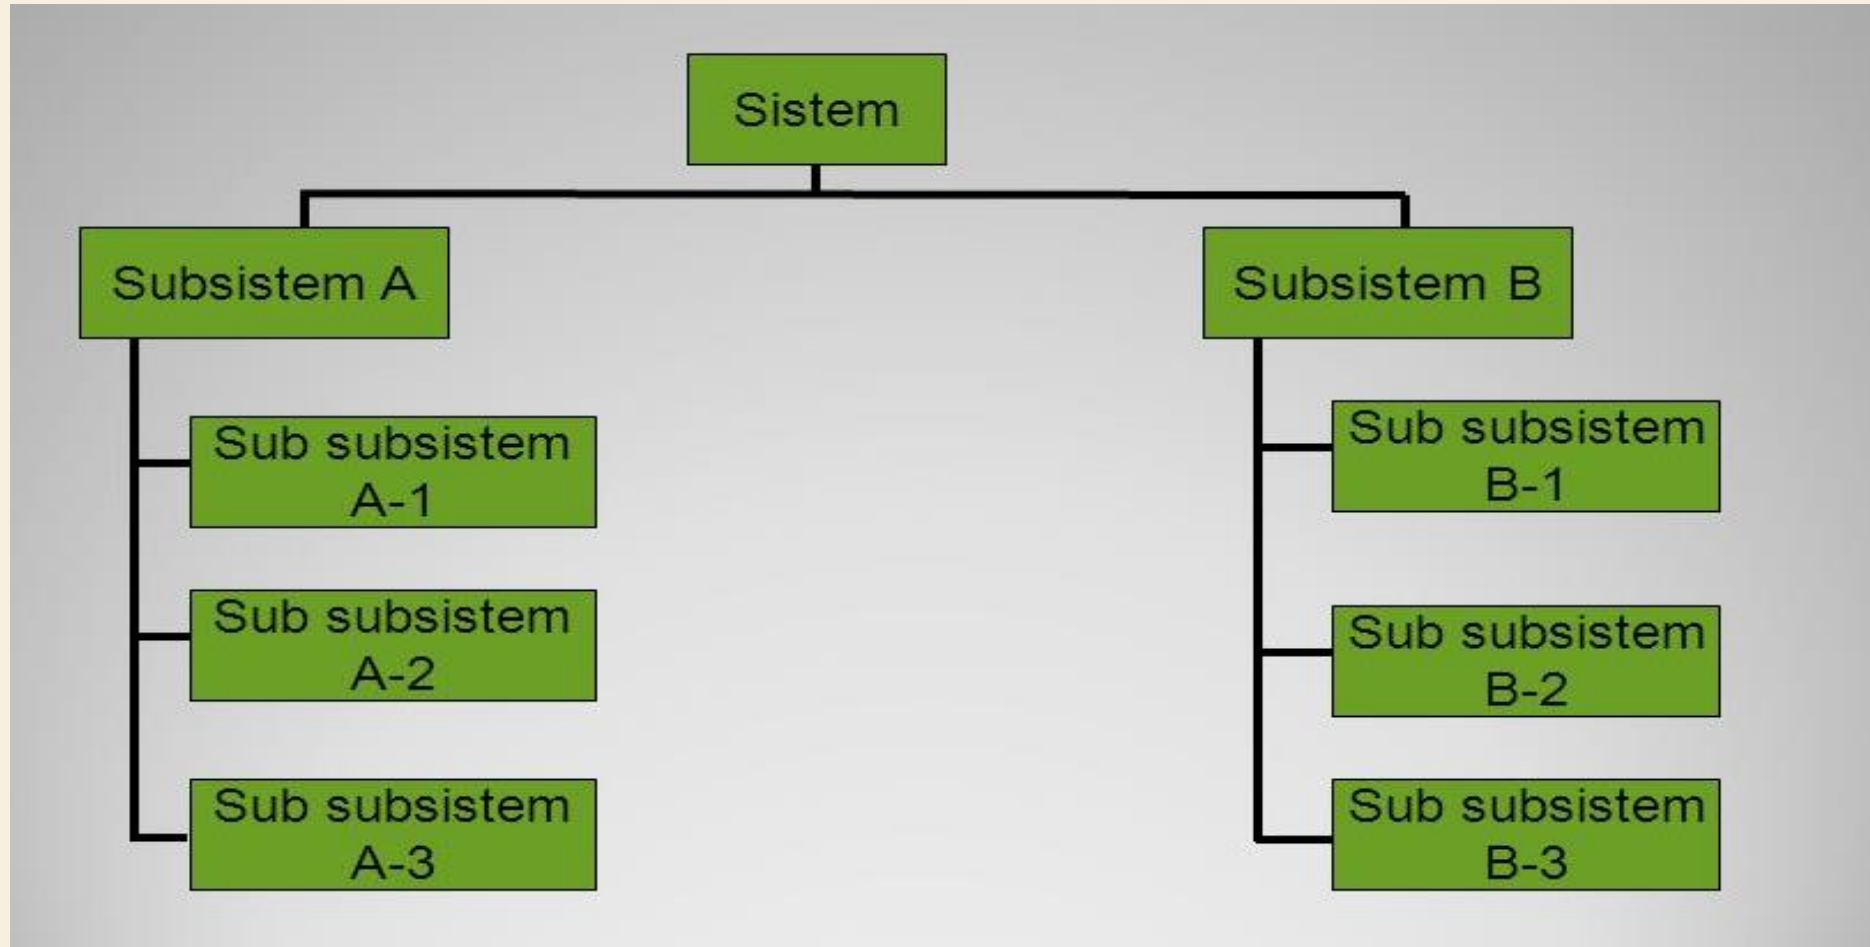 Sistem
Subsistem A
Subsistem B
Sub subsistem
A-1
Sub subsistem
A-2
Sub subsistem
A-3
Sub subsistem
B-1
Sub subsistem
B-2
Sub subsistem
B-3